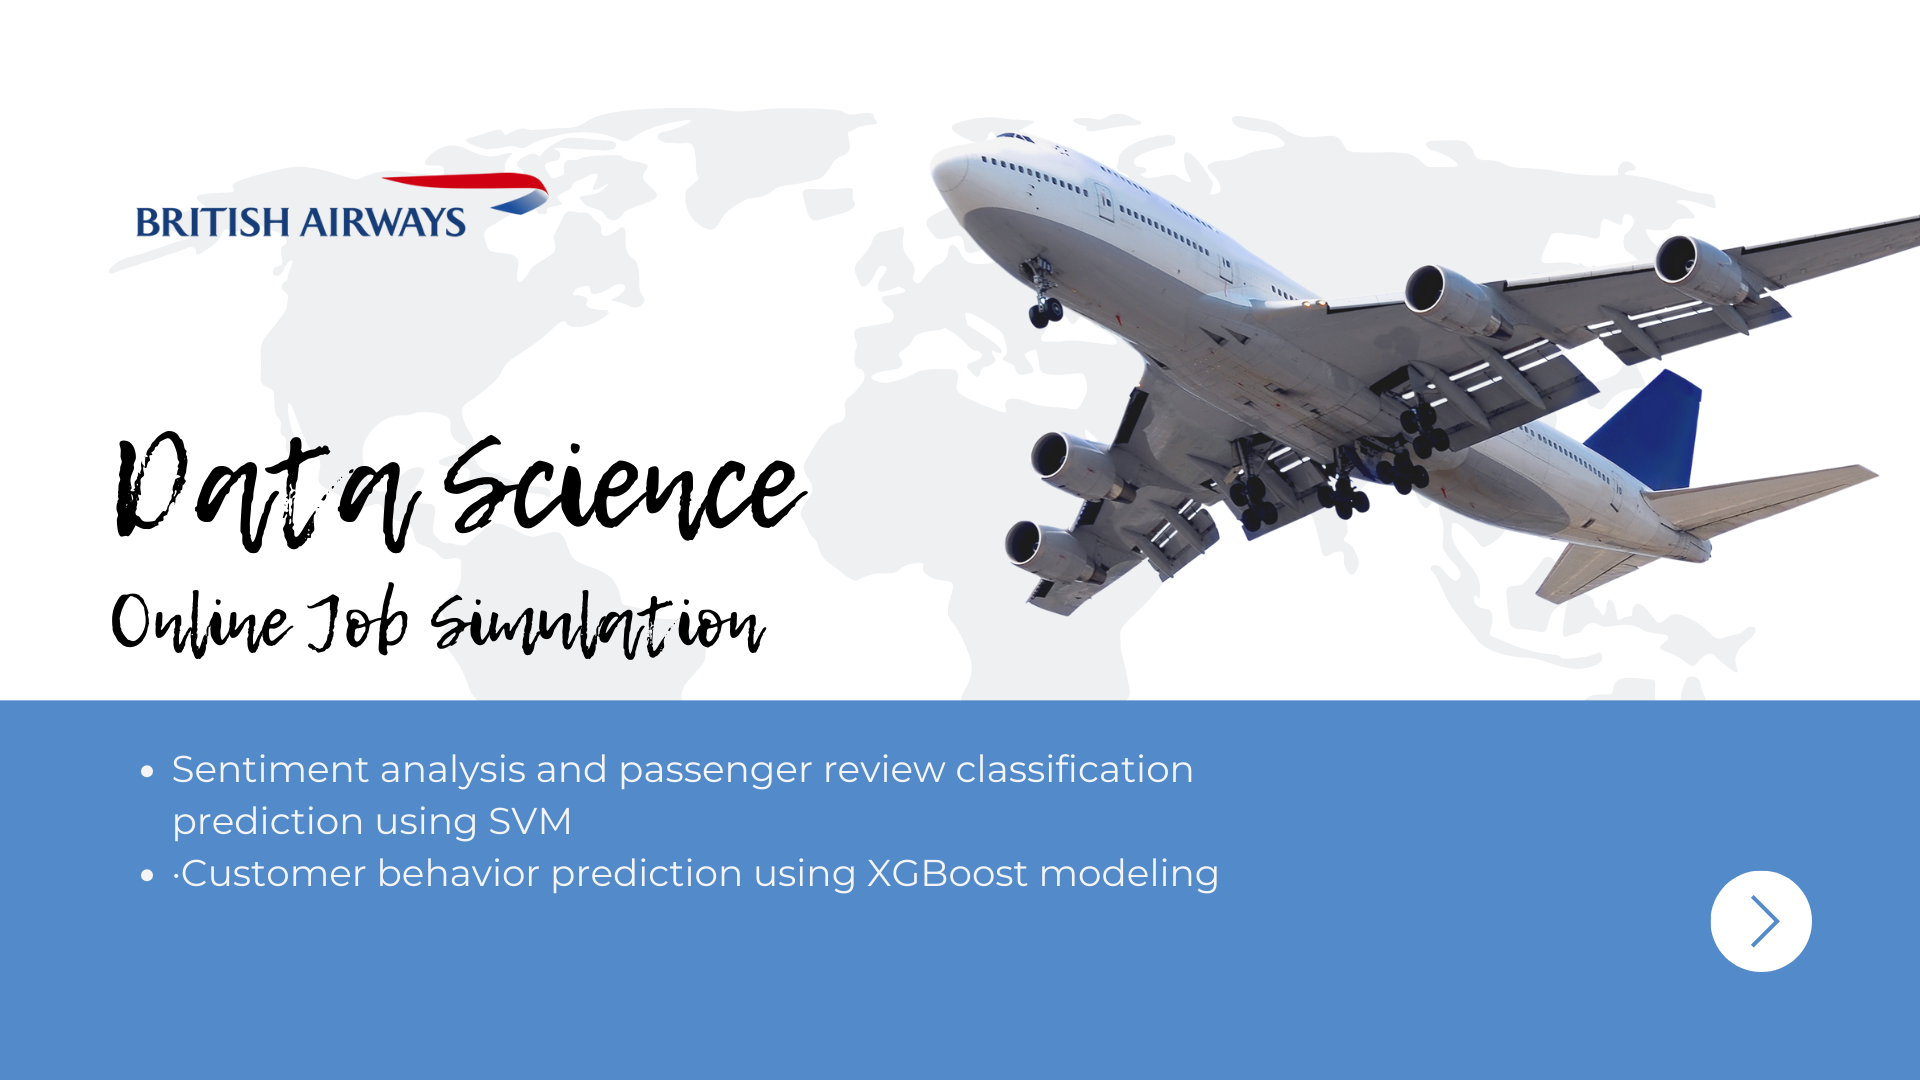 BRITISH AIRWAYS
Data Science
Online Job Simulation
• Sentiment analysis and passenger review classification
prediction using SVM
• ·Customer behavior prediction using XGBoost modeling